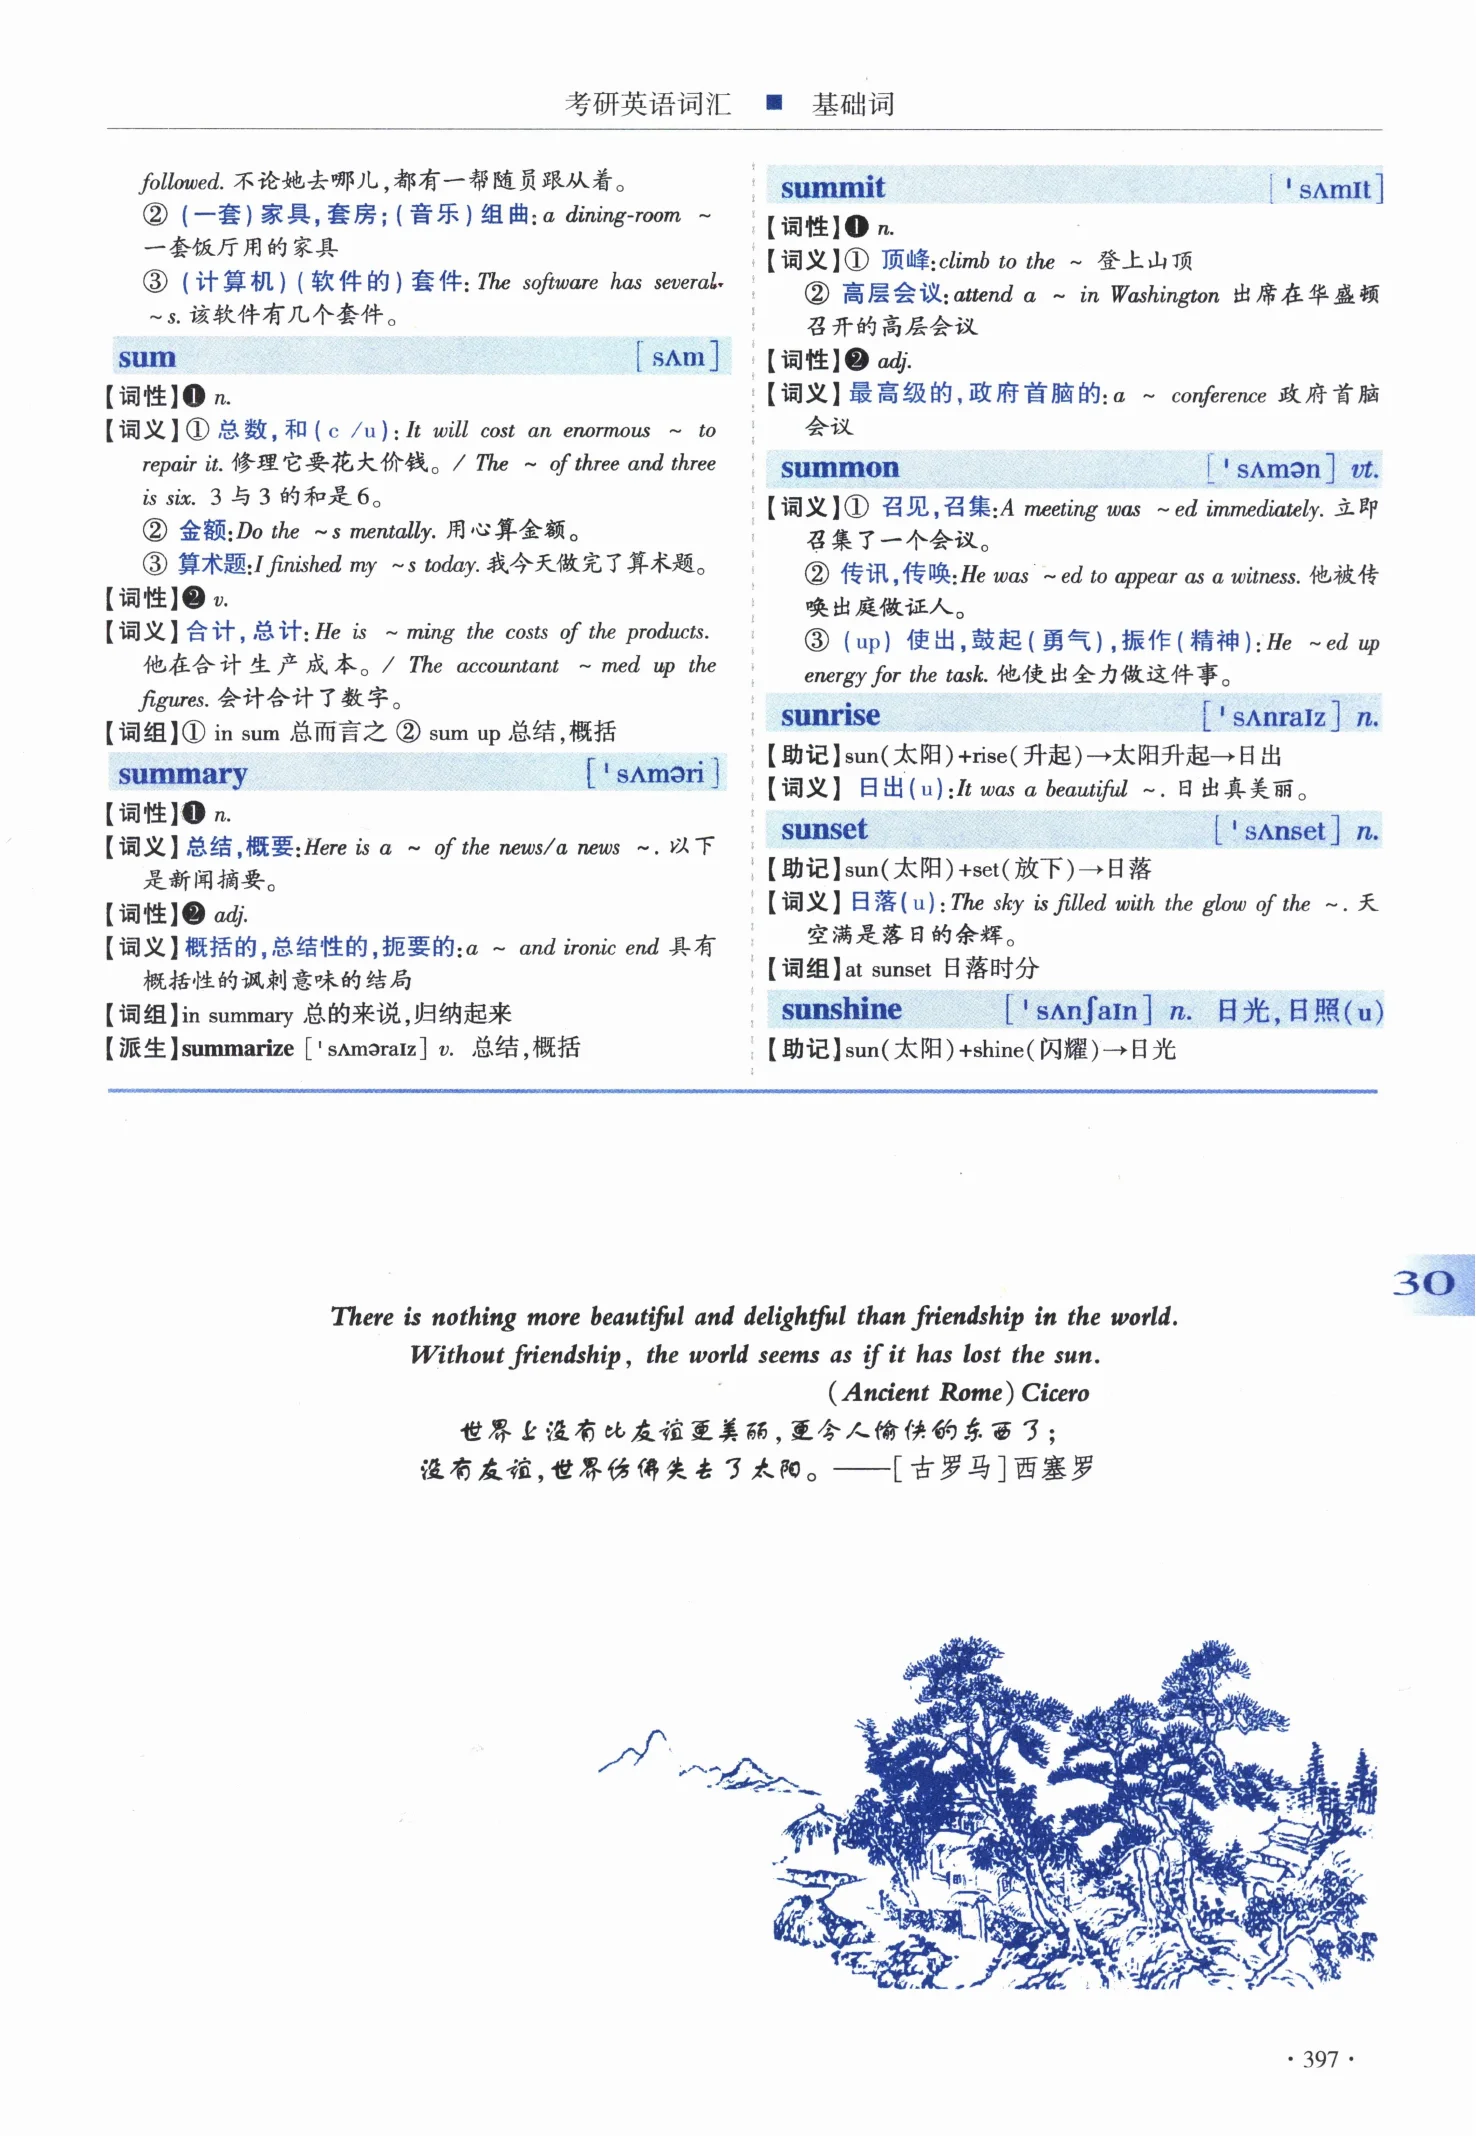 考研英语词汇 ■ 基础词
followed. 不论她去哪儿,都有一帮随员跟从着。
② (一套)家具,套房;(音乐)组曲: a dining-room ~
一套饭厅用的家具
③ (计算机)(软件的)套件: The software has several
~s. 该软件有几个套件。
sum [sʌm]
【词性】❶ n.
【词义】① 总数,和(c /u): It will cost an enormous ~ to
repair it. 修理它要花大价钱。/ The ~ of three and three
is six. 3 与 3 的和是 6。
② 金额:Do the ~s mentally. 用心算金额。
③ 算术题:I finished my ~s today. 我今天做完了算术题。
【词性】❷ v.
【词义】合计,总计: He is ~ming the costs of the products.
他在合计生产成本。/ The accountant ~med up the
figures. 会计合计了数字。
【词组】① in sum 总而言之 ② sum up 总结,概括
summary [ˈsʌməri]
【词性】❶ n.
【词义】总结,概要:Here is a ~ of the news/a news ~. 以下
是新闻摘要。
【词性】❷ adj.
【词义】概括的,总结性的,扼要的:a ~ and ironic end 具有
概括性的讽刺意味的结局
【词组】in summary 总的来说,归纳起来
【派生】summarize [ˈsʌməraɪz] v. 总结,概括
summit [ˈsʌmɪt]
【词性】❶ n.
【词义】① 顶峰:climb to the ~ 登上山顶
② 高层会议:attend a ~ in Washington 出席在华盛顿
召开的高层会议
【词性】❷ adj.
【词义】最高级的,政府首脑的:a ~ conference 政府首脑
会议
summon [ˈsʌmən] vt.
【词义】① 召见,召集:A meeting was ~ed immediately. 立即
召集了一个会议。
② 传讯,传唤:He was ~ed to appear as a witness. 他被传
唤出庭做证人。
③ (up) 使出,鼓起(勇气),振作(精神):He ~ed up
energy for the task. 他使出全力做这件事。
sunrise [ˈsʌnraɪz] n.
【助记】sun(太阳)+rise(升起)→太阳升起→日出
【词义】 日出(u):It was a beautiful ~. 日出真美丽。
sunset [ˈsʌnset] n.
【助记】sun(太阳)+set(放下)→日落
【词义】日落(u):The sky is filled with the glow of the ~. 天
空满是落日的余辉。
【词组】at sunset 日落时分
sunshine [ˈsʌnʃaɪn] n. 日光,日照(u)
【助记】sun(太阳)+shine(闪耀)→日光
30
There is nothing more beautiful and delightful than friendship in the world.
Without friendship, the world seems as if it has lost the sun.
(Ancient Rome) Cicero
世界上没有比友谊更美丽,更令人愉快的东西了;
没有友谊,世界仿佛失去了太阳。——[古罗马]西塞罗
·397·